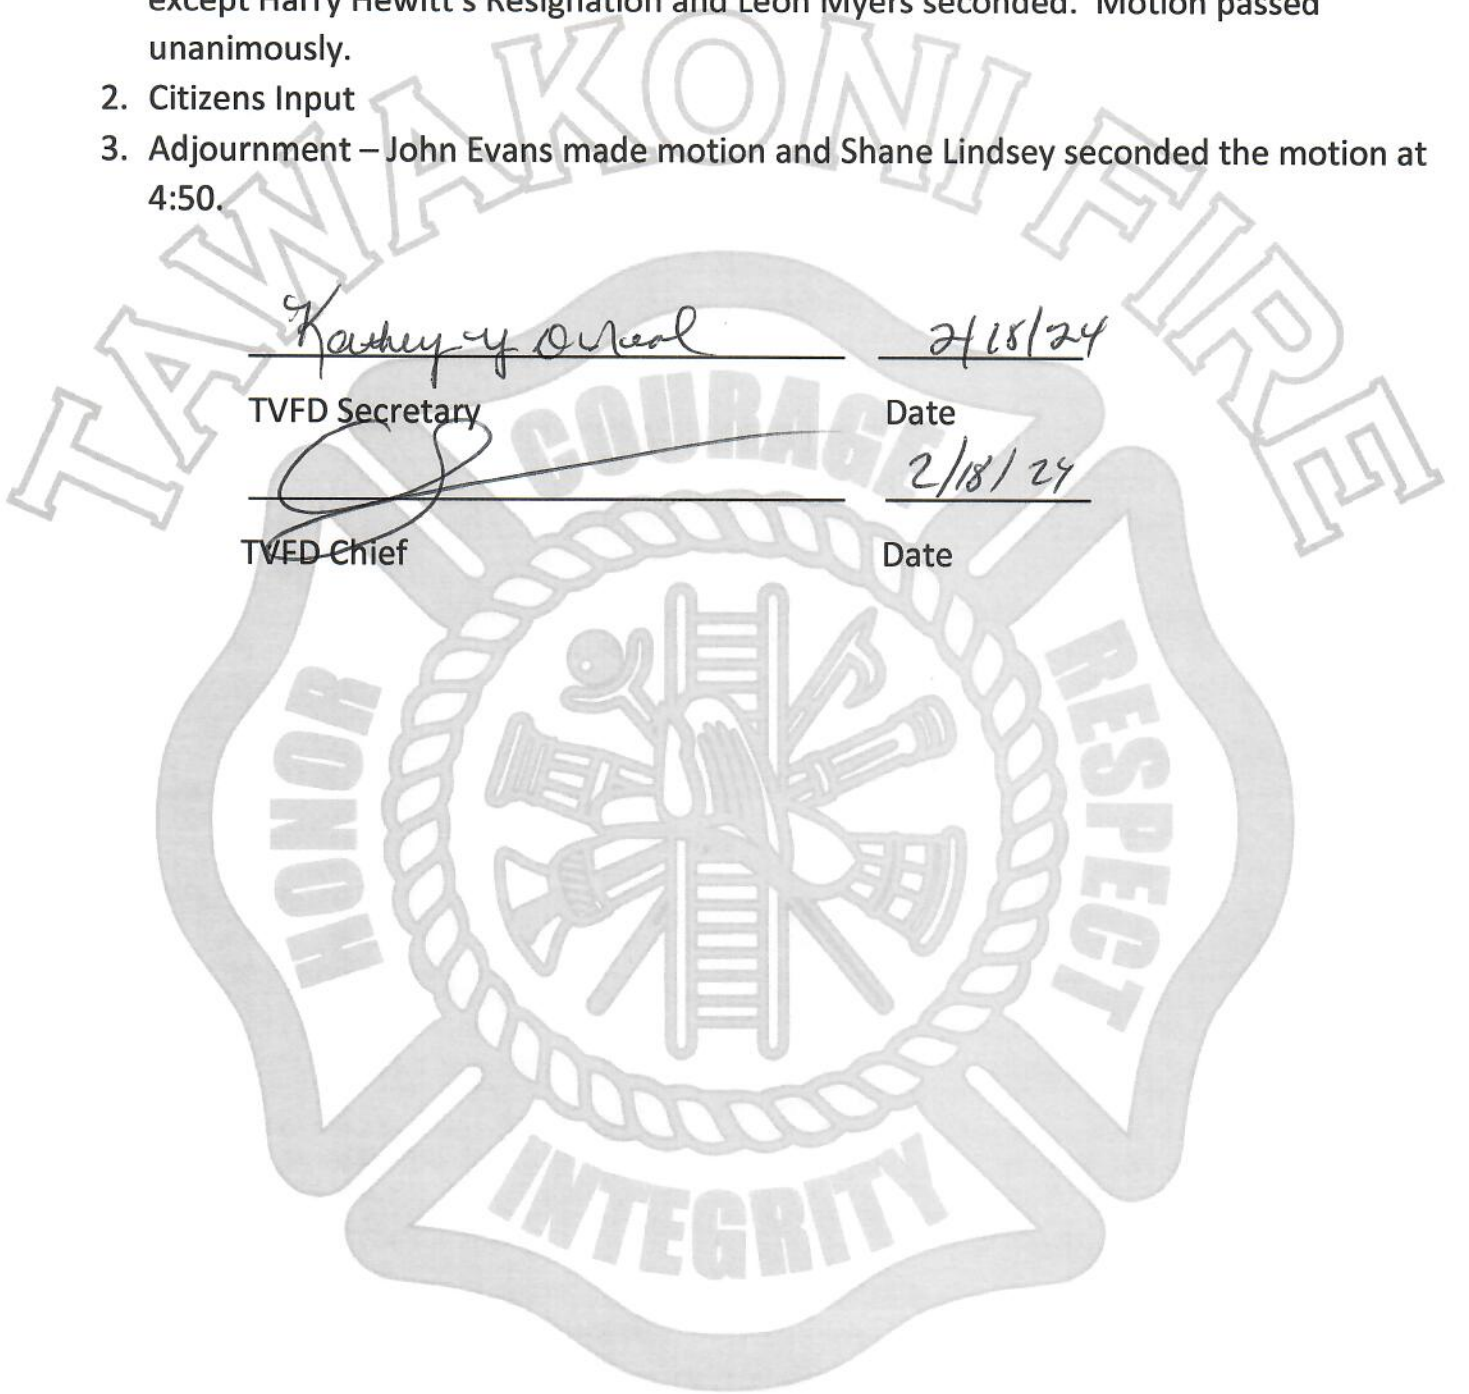 except Harry Hewitt's Resignation and Leon Myers seconded. Motion passed
unanimously.
2. Citizens Input
3. Adjournment – John Evans made motion and Shane Lindsey seconded the motion at
4:50.
TAWAKONI FIRE
Kathey y O'Neal 2/18/24
TVFD Secretary Date
2/18/24
TVFD Chief Date
COURAGE
HONOR
RESPECT
INTEGRITY